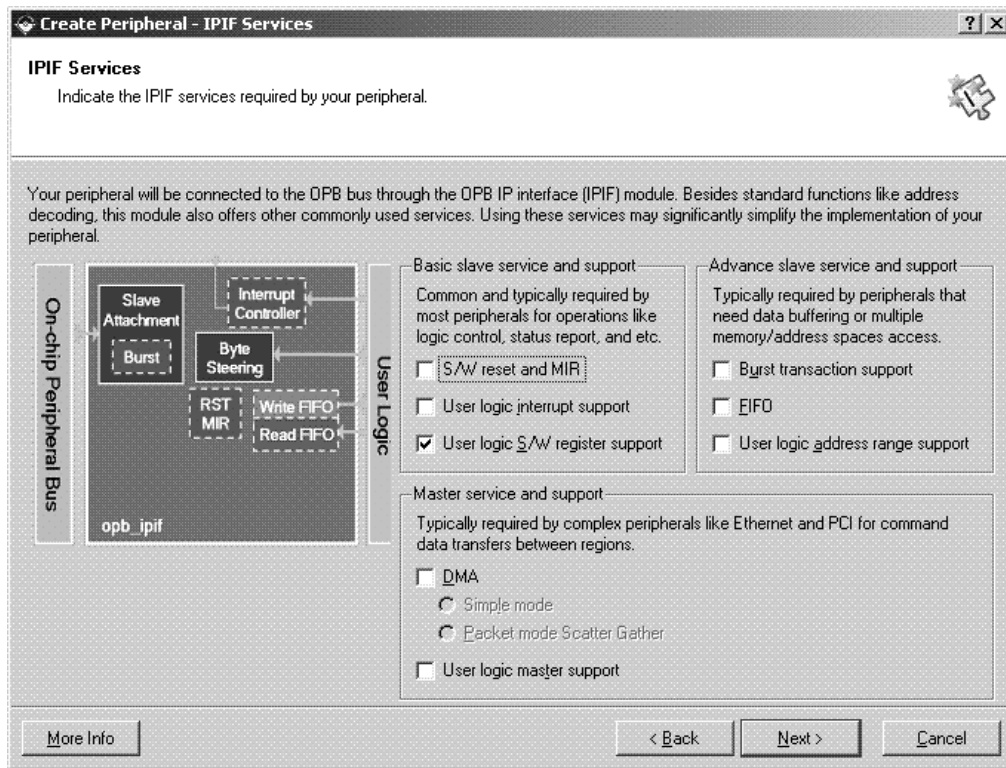 Create Peripheral - IPIF Services
IPIF Services
Indicate the IPIF services required by your peripheral.
Your peripheral will be connected to the OPB bus through the OPB IP interface (IPIF) module. Besides standard functions like address
decoding, this module also offers other commonly used services. Using these services may significantly simplify the implementation of your
peripheral.
On-chip Peripheral Bus
Slave
Attachment
Burst
Interrupt
Controller
Byte
Steering
RST
MIR
Write FIFO
Read FIFO
opb_ipif
User Logic
Basic slave service and support
Common and typically required by
most peripherals for operations like
logic control, status report, and etc.
S/W reset and MIR
User logic interrupt support
User logic S/W register support
Advance slave service and support
Typically required by peripherals that
need data buffering or multiple
memory/address spaces access.
Burst transaction support
FIFO
User logic address range support
Master service and support
Typically required by complex peripherals like Ethernet and PCI for command
data transfers between regions.
DMA
Simple mode
Packet mode Scatter Gather
User logic master support
More Info
< Back
Next >
Cancel